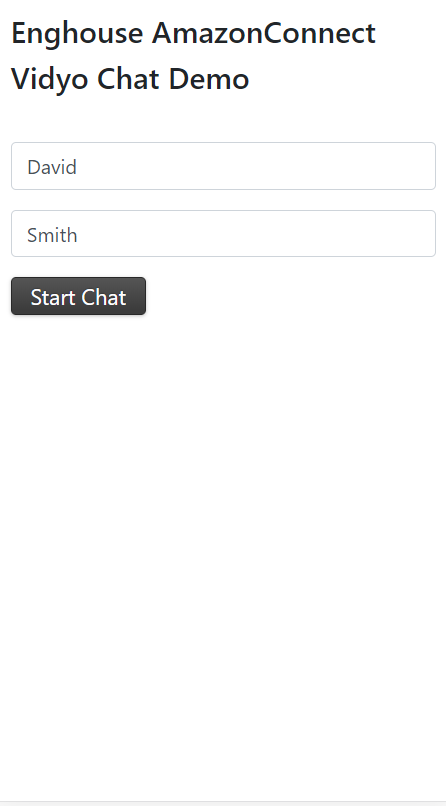 Enghouse AmazonConnect
Vidyo Chat Demo
David
Smith
Start Chat